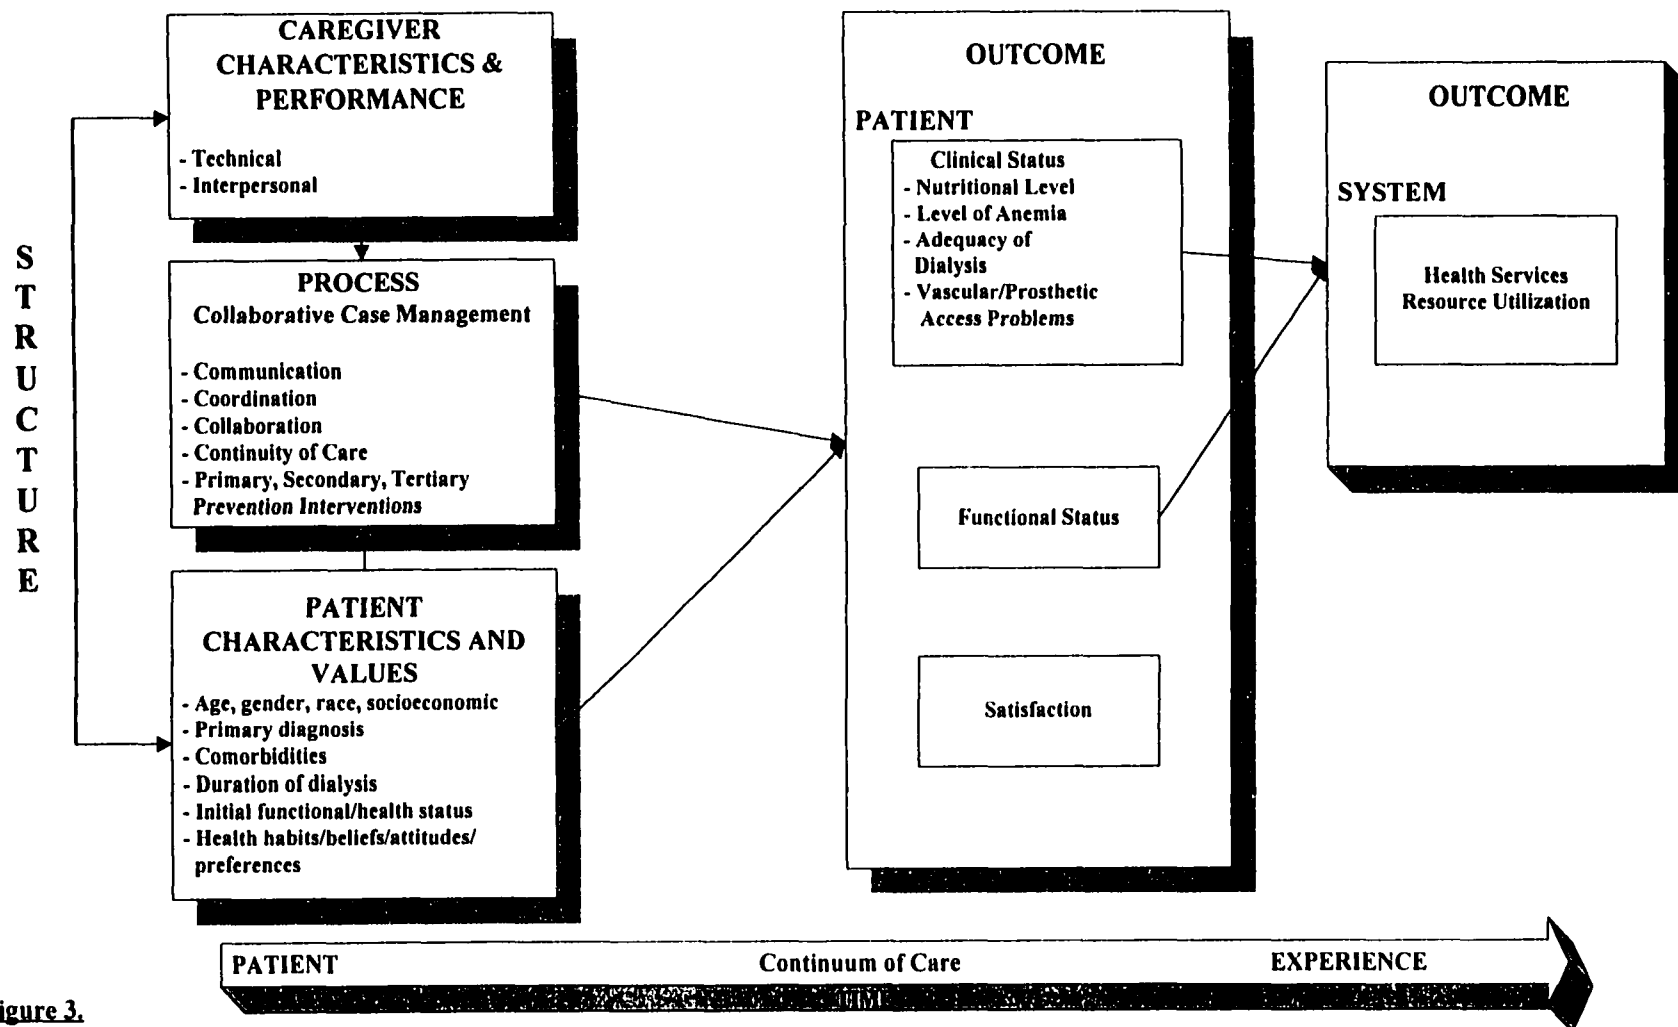 STRUCTURE
CAREGIVER
CHARACTERISTICS &
PERFORMANCE
- Technical
- Interpersonal
PROCESS
Collaborative Case Management
- Communication
- Coordination
- Collaboration
- Continuity of Care
- Primary, Secondary, Tertiary
Prevention Interventions
PATIENT
CHARACTERISTICS AND
VALUES
- Age, gender, race, socioeconomic
- Primary diagnosis
- Comorbidities
- Duration of dialysis
- Initial functional/health status
- Health habits/beliefs/attitudes/
preferences
OUTCOME
PATIENT
Clinical Status
- Nutritional Level
- Level of Anemia
- Adequacy of
Dialysis
- Vascular/Prosthetic
Access Problems
Functional Status
Satisfaction
OUTCOME
SYSTEM
Health Services
Resource Utilization
PATIENT Continuum of Care EXPERIENCE
igure 3.